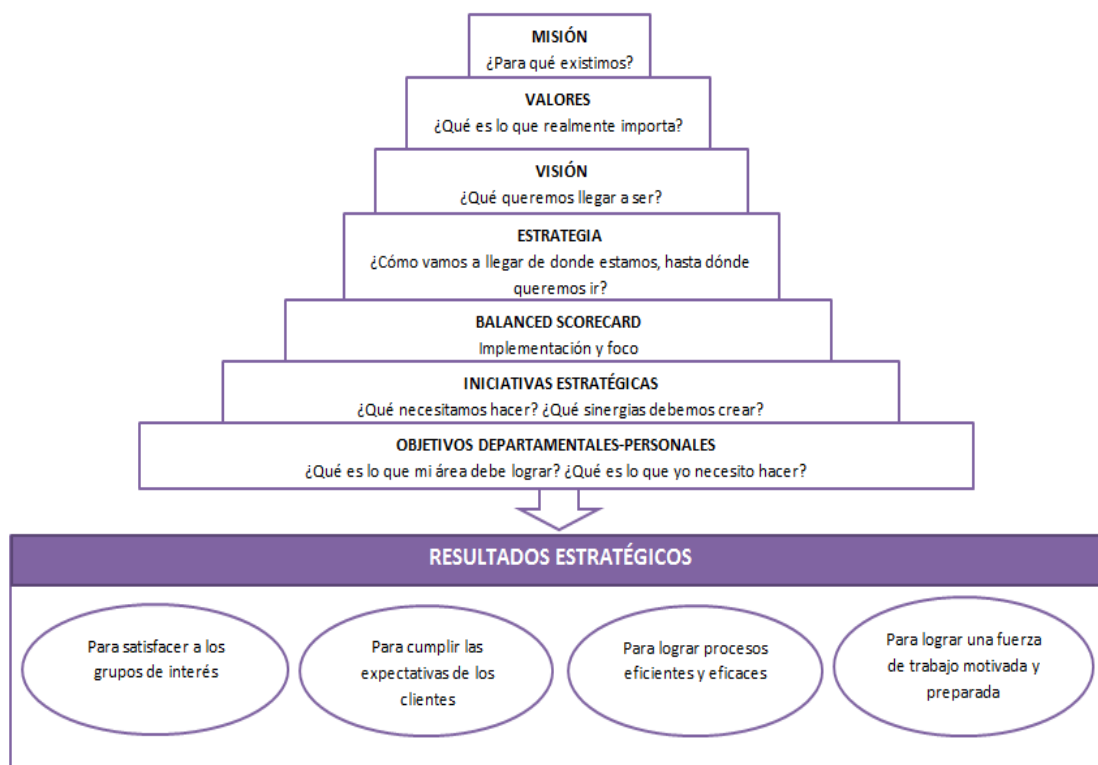 MISIÓN
¿Para qué existimos?
VALORES
¿Qué es lo que realmente importa?
VISIÓN
¿Qué queremos llegar a ser?
ESTRATEGIA
¿Cómo vamos a llegar de donde estamos, hasta dónde
queremos ir?
BALANCED SCORECARD
Implementación y foco
INICIATIVAS ESTRATÉGICAS
¿Qué necesitamos hacer? ¿Qué sinergias debemos crear?
OBJETIVOS DEPARTAMENTALES-PERSONALES
¿Qué es lo que mi área debe lograr? ¿Qué es lo que yo necesito hacer?
RESULTADOS ESTRATÉGICOS
Para satisfacer a los
grupos de interés
Para cumplir las
expectativas de los
clientes
Para lograr procesos
eficientes y eficaces
Para lograr una fuerza
de trabajo motivada y
preparada